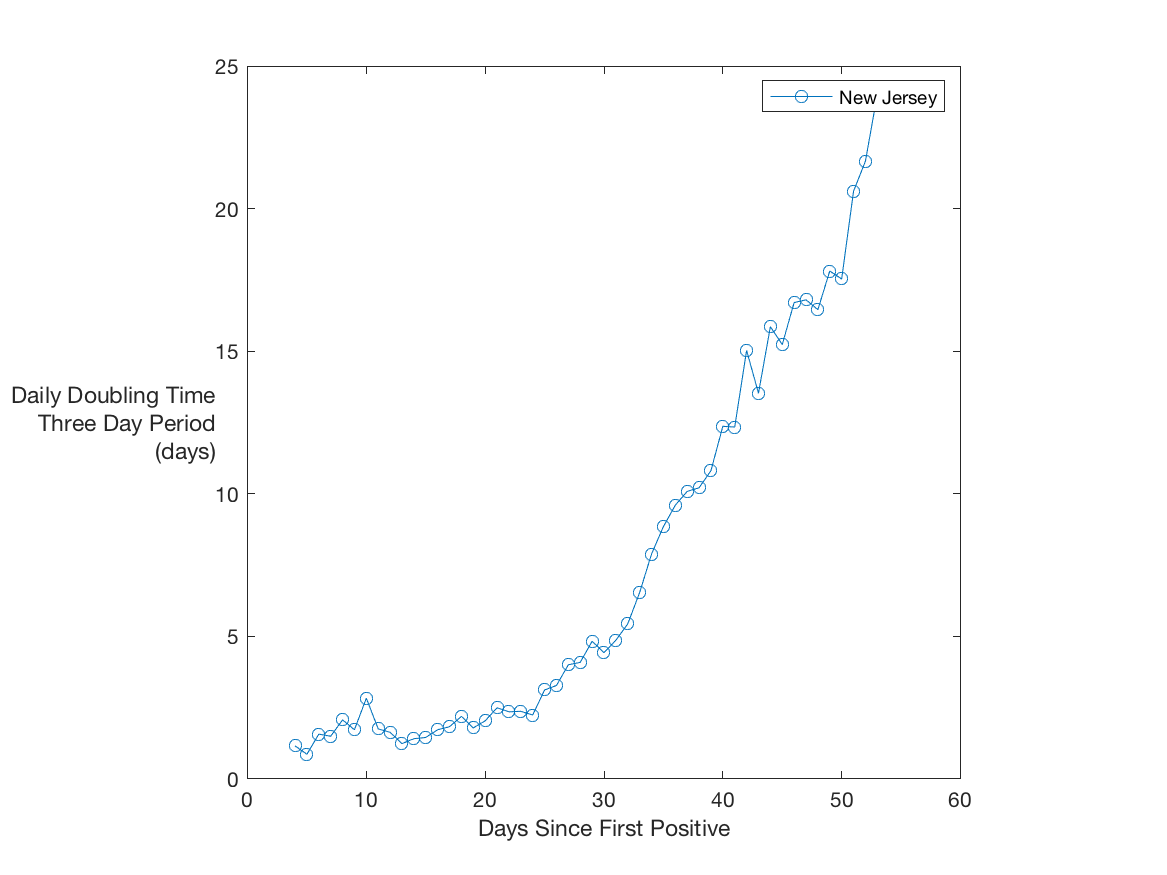 25
New Jersey
20
15
Daily Doubling Time
Three Day Period
(days)
10
5
0
0 10 20 30 40 50 60
Days Since First Positive